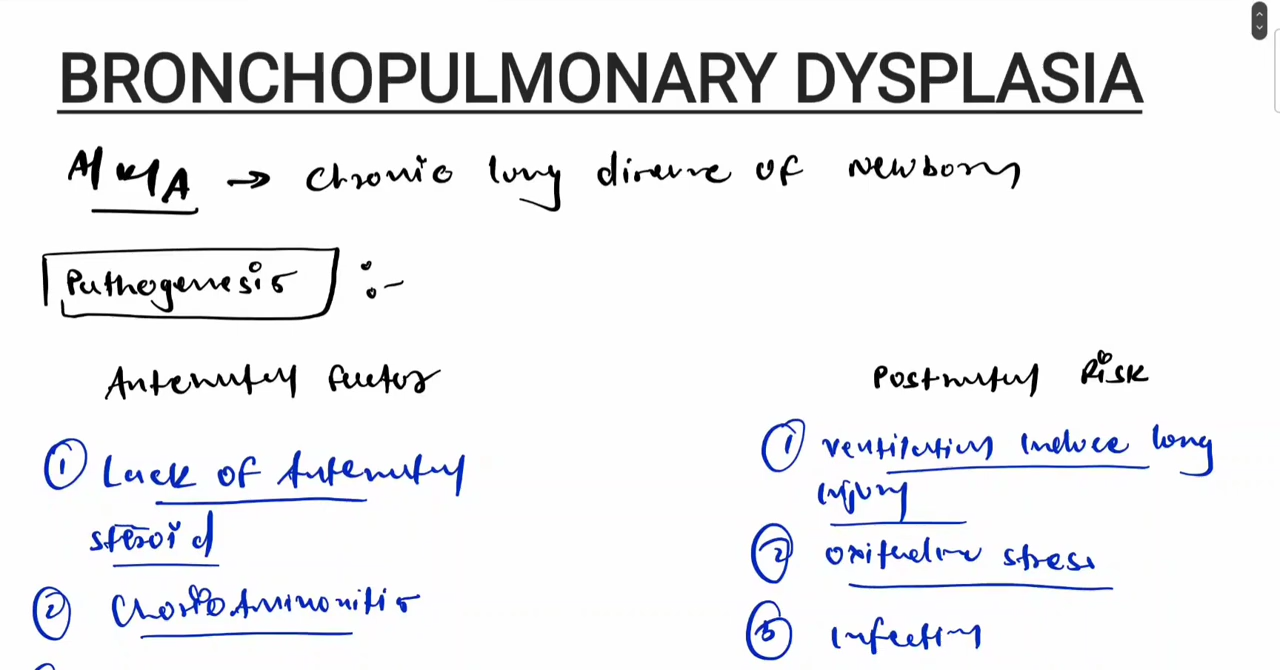 BRONCHOPULMONARY DYSPLASIA
A/K/A → Chronic lung disease of Newborn
Pathogenesis :-
Antenatal factor
① Lack of Antenatal
steroid
② Chorioamnionitis
Postnatal Risk
① Ventilation induce lung
injury
② oxidative stress
③ infection